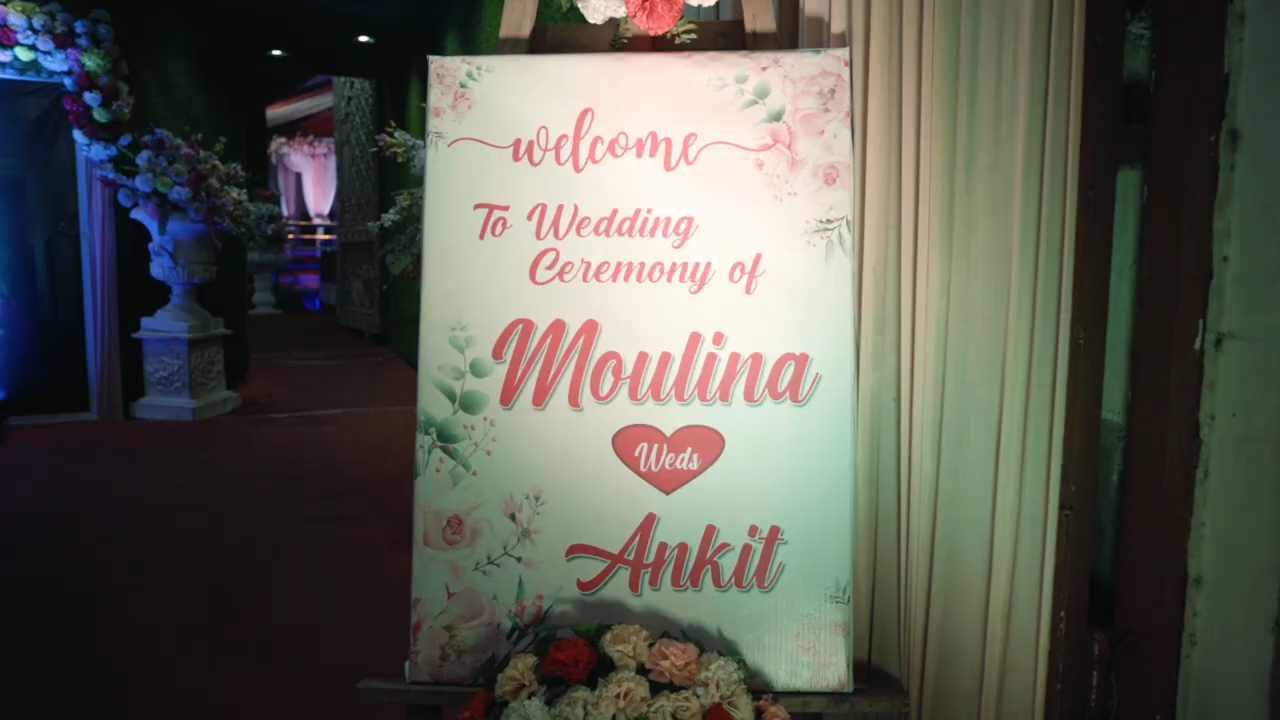 welcome
To Wedding
Ceremony of
Moulina
Weds
Ankit